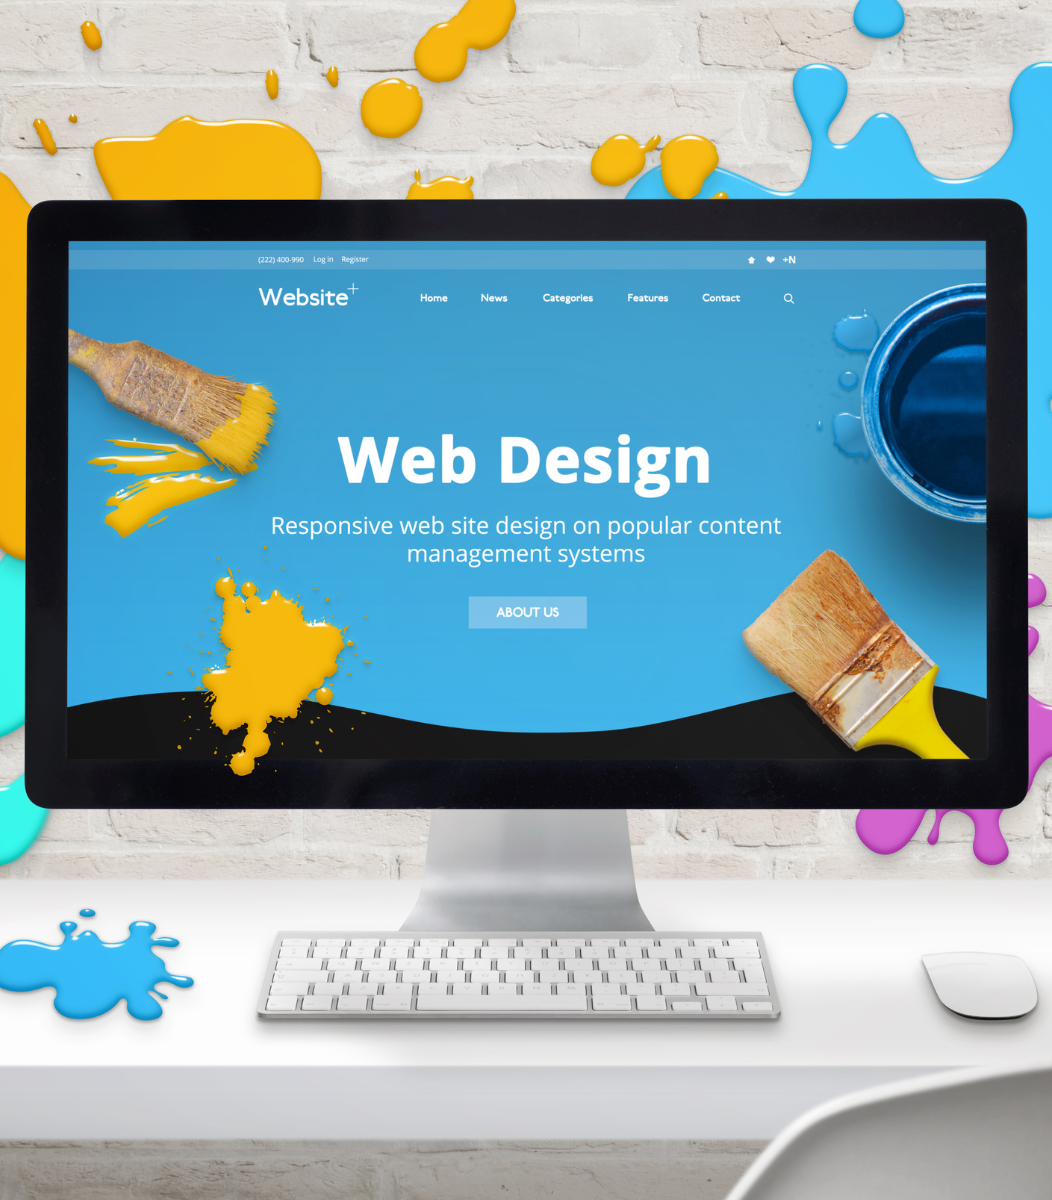 (222) 400-990 Log in Register
+N
Website+
Home News Categories Features Contact
Web Design
Responsive web site design on popular content
management systems
ABOUT US